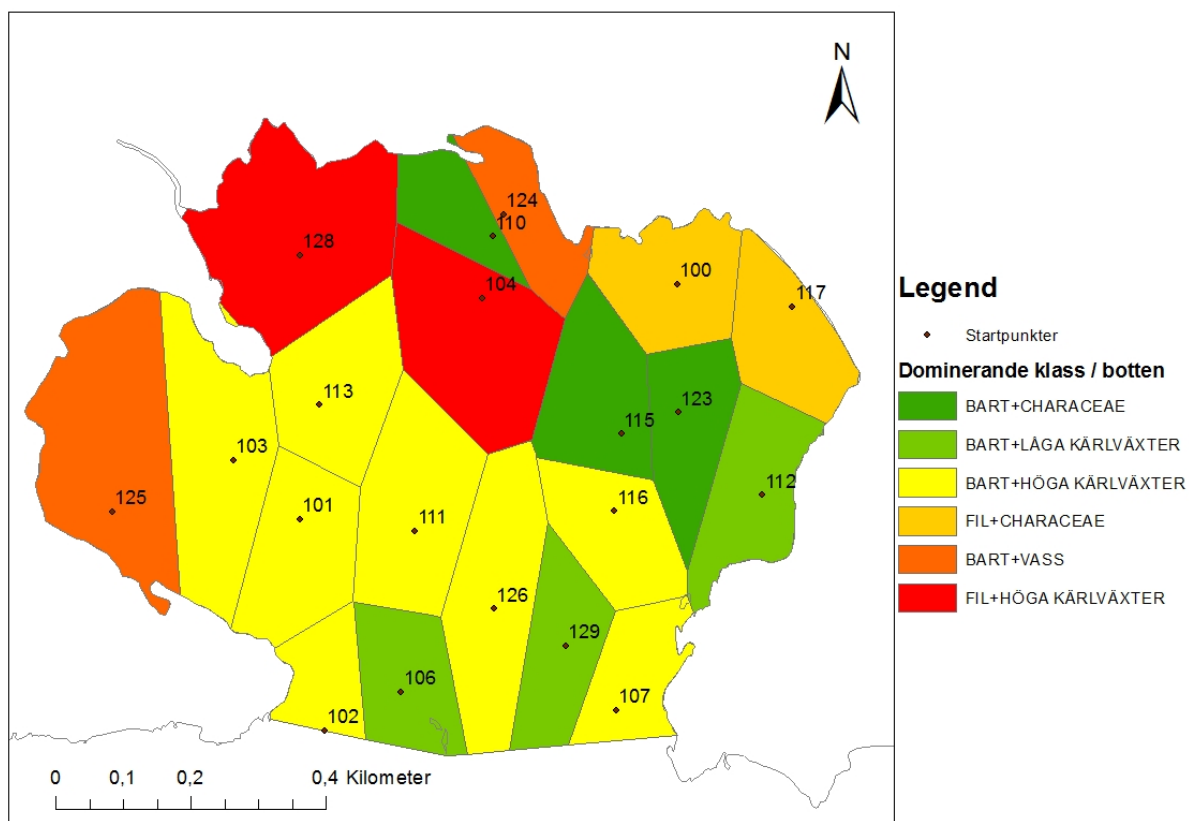 N
124
110
128
100
104
117
113
115
123
103
112
125
101
111
116
126
129
106
107
102
0 0,1 0,2 0,4 Kilometer
Legend
Startpunkter
Dominerande klass / botten
BART+CHARACEAE
BART+LÅGA KÄRLVÄXTER
BART+HÖGA KÄRLVÄXTER
FIL+CHARACEAE
BART+VASS
FIL+HÖGA KÄRLVÄXTER